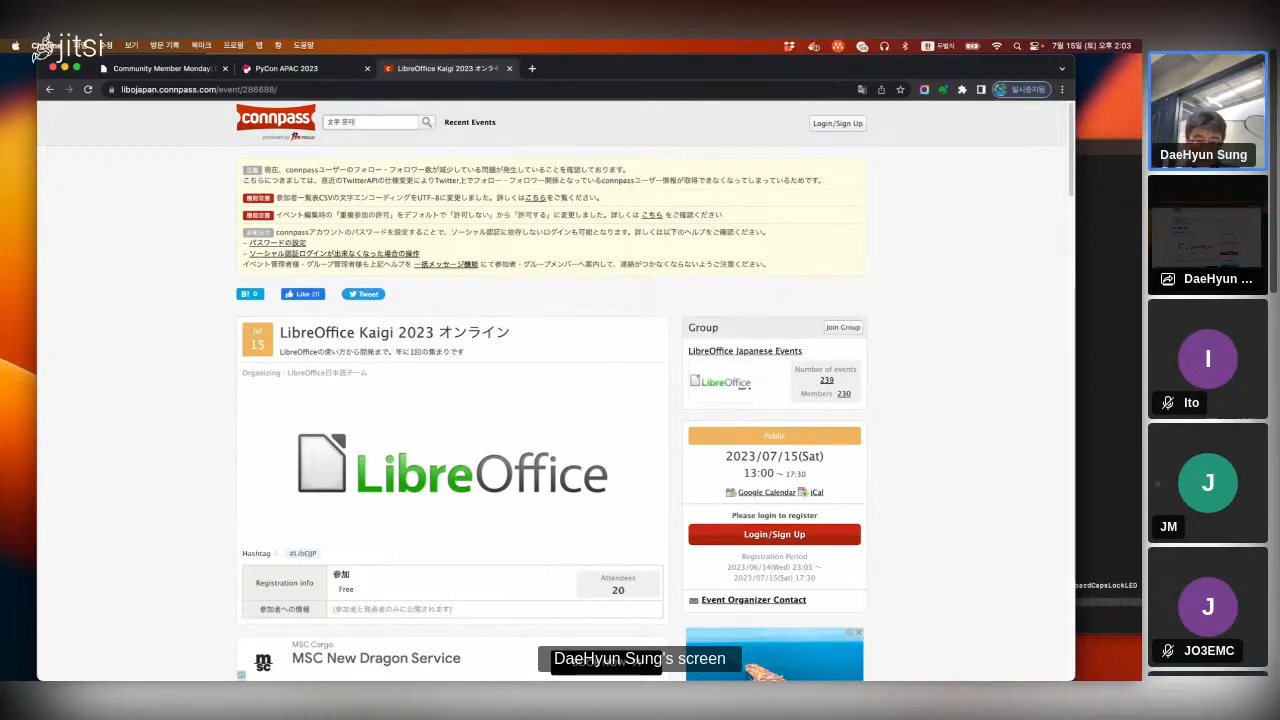 jitsi
수정 보기 방문 기록 북마크 프로필 탭 창 도움말
두벌식
7월 15일 (토) 오후 2:03
Community Member Monday:
PyCon APAC 2023
LibreOffice Kaigi 2023 オンライ
libojapan.connpass.com/event/286688/
일시중지됨
connpass
文字 문자
Recent Events
Login/Sign Up
現在、connpassユーザーのフォロー・フォロワー数が減少している問題が発生していることを確認しております。
こちらにつきましては、直近のTwitterAPIの仕様変更によりTwitter上でフォロー・フォロワー関係となっているconnpassユーザー情報が取得できなくなってしまっているためです。
機能改善 参加者一覧表CSVの文字エンコーディングをUTF-8に変更しました。詳しくはこちらをご覧ください。
機能改善 イベント編集時の「重複参加の許可」をデフォルトで「許可しない」から「許可する」に変更しました。詳しくは こちら をご確認ください
お知らせ connpassアカウントのパスワードを設定することで、ソーシャル認証に依存しないログインも可能となります。詳しくは以下のヘルプをご確認ください。
- パスワードの設定
- ソーシャル認証ログインが出来なくなった場合の操作
イベント管理者様・グループ管理者様も上記ヘルプを 一括メッセージ機能 にて参加者・グループメンバーへ案内して、連絡がつかなくならないようご注意ください。
B! 0
Like 20
Tweet
Jul
15
LibreOffice Kaigi 2023 オンライン
LibreOfficeの使い方から開発まで。年に1回の集まりです
Organizing : LibreOffice日本語チーム
LibreOffice
Hashtag : #LibOJP
Registration info
参加
Free
Attendees
20
参加者への情報
(参加者と発表者のみに公開されます)
MSC Cargo
MSC New Dragon Service
msc
Group
Join Group
LibreOffice Japanese Events
LibreOffice
Number of events
239
Members 230
Public
2023/07/15(Sat)
13:00 ～ 17:30
Google Calendar iCal
Please login to register
Login/Sign Up
Registration Period
2023/06/14(Wed) 23:05 ～
2023/07/15(Sat) 17:30
Event Organizer Contact
DaeHyun Sung's screen
oardCapsLockLED
DaeHyun Sung
DaeHyun ...
I
Ito
J
JM
J
JO3EMC